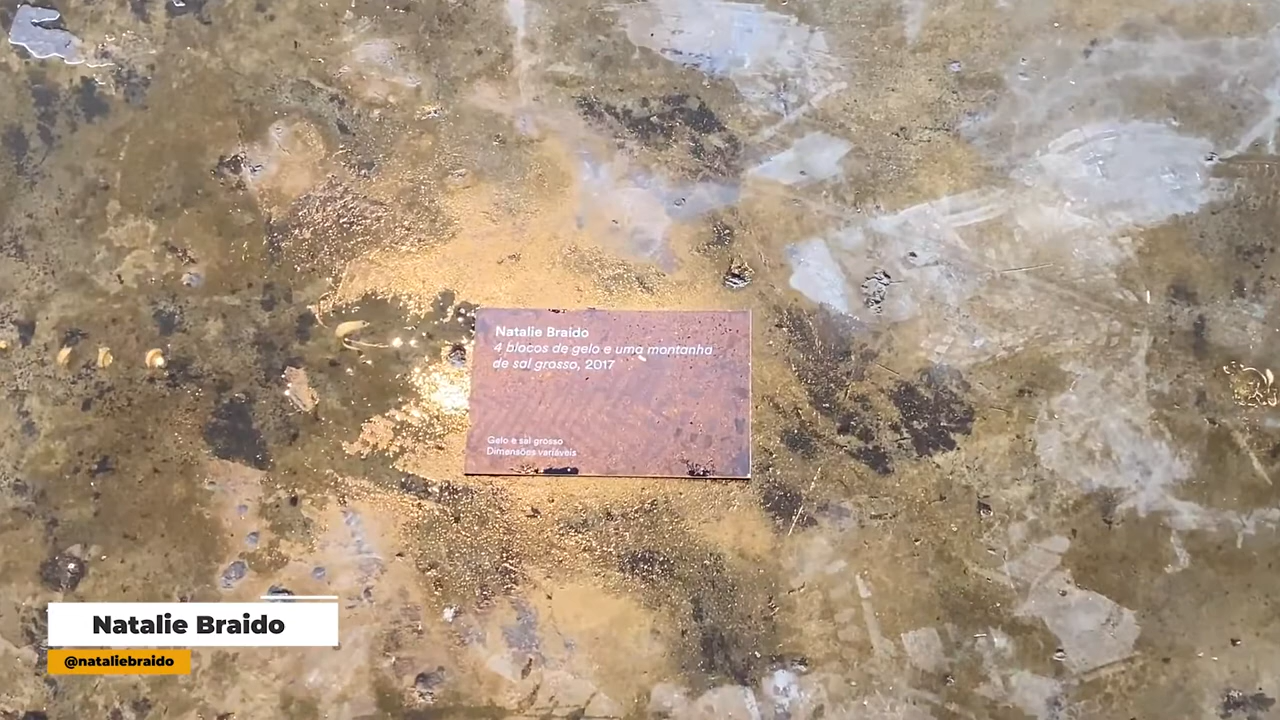 Natalie Braido
4 blocos de gelo e uma montanha
de sal grosso, 2017
Gelo e sal grosso
Dimensões variáveis
Natalie Braido
@nataliebraido